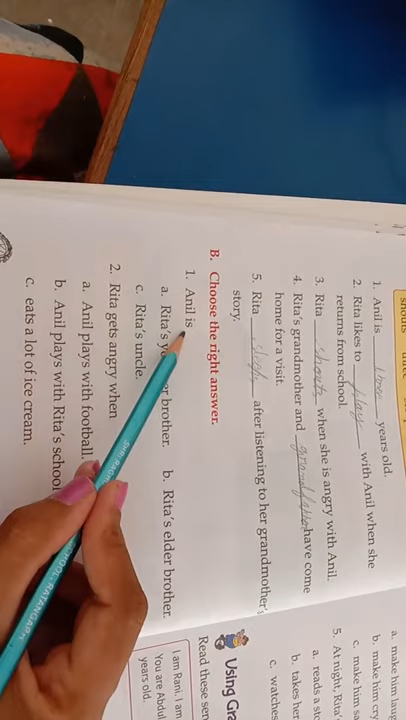 1. Anil is three years old.
2. Rita likes to play with Anil when she
returns from school.
3. Rita shouts when she is angry with Anil.
4. Rita's grandmother and grandfather have come
home for a visit.
5. Rita sleeps after listening to her grandmother's
story.
B. Choose the right answer.
1. Anil is
a. Rita's yo er brother. b. Rita's elder brother.
c. Rita's uncle.
2. Rita gets angry when
a. Anil plays with football.
b. Anil plays with Rita's school
c. eats a lot of ice cream.
a. make him laug
b. make him cry
c. make him sa
5. At night, Rita'
a. reads a st
b. takes her
c. watches
Using Gra
Read these sen
I am Rani. I am
You are Abdul
years old.